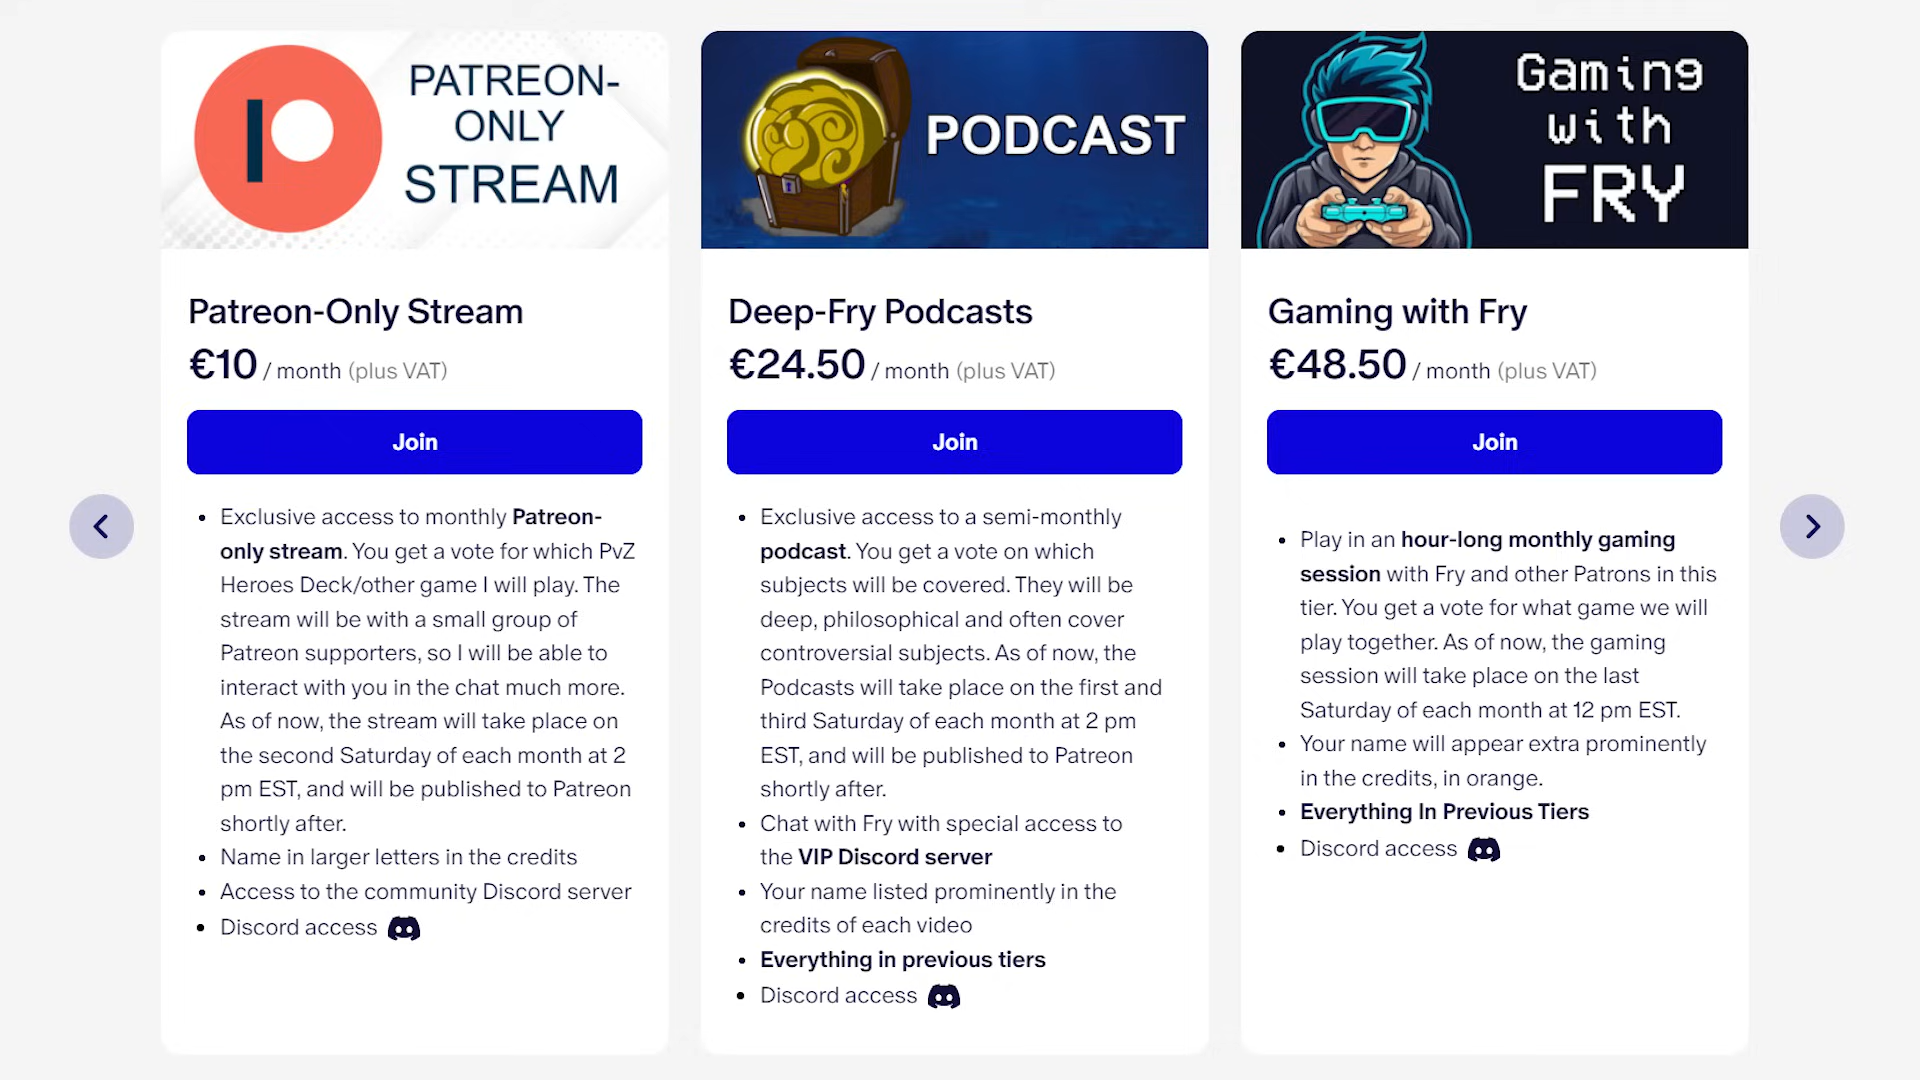 PATREON-
ONLY
STREAM
Patreon-Only Stream
€10 / month (plus VAT)
Join
• Exclusive access to monthly Patreon-
only stream. You get a vote for which PvZ
Heroes Deck/other game I will play. The
stream will be with a small group of
Patreon supporters, so I will be able to
interact with you in the chat much more.
As of now, the stream will take place on
the second Saturday of each month at 2
pm EST, and will be published to Patreon
shortly after.
• Name in larger letters in the credits
• Access to the community Discord server
• Discord access
PODCAST
Deep-Fry Podcasts
€24.50 / month (plus VAT)
Join
• Exclusive access to a semi-monthly
podcast. You get a vote on which
subjects will be covered. They will be
deep, philosophical and often cover
controversial subjects. As of now, the
Podcasts will take place on the first and
third Saturday of each month at 2 pm
EST, and will be published to Patreon
shortly after.
• Chat with Fry with special access to
the VIP Discord server
• Your name listed prominently in the
credits of each video
• Everything in previous tiers
• Discord access
Gaming
with
FRY
Gaming with Fry
€48.50 / month (plus VAT)
Join
• Play in an hour-long monthly gaming
session with Fry and other Patrons in this
tier. You get a vote for what game we will
play together. As of now, the gaming
session will take place on the last
Saturday of each month at 12 pm EST.
• Your name will appear extra prominently
in the credits, in orange.
• Everything In Previous Tiers
• Discord access